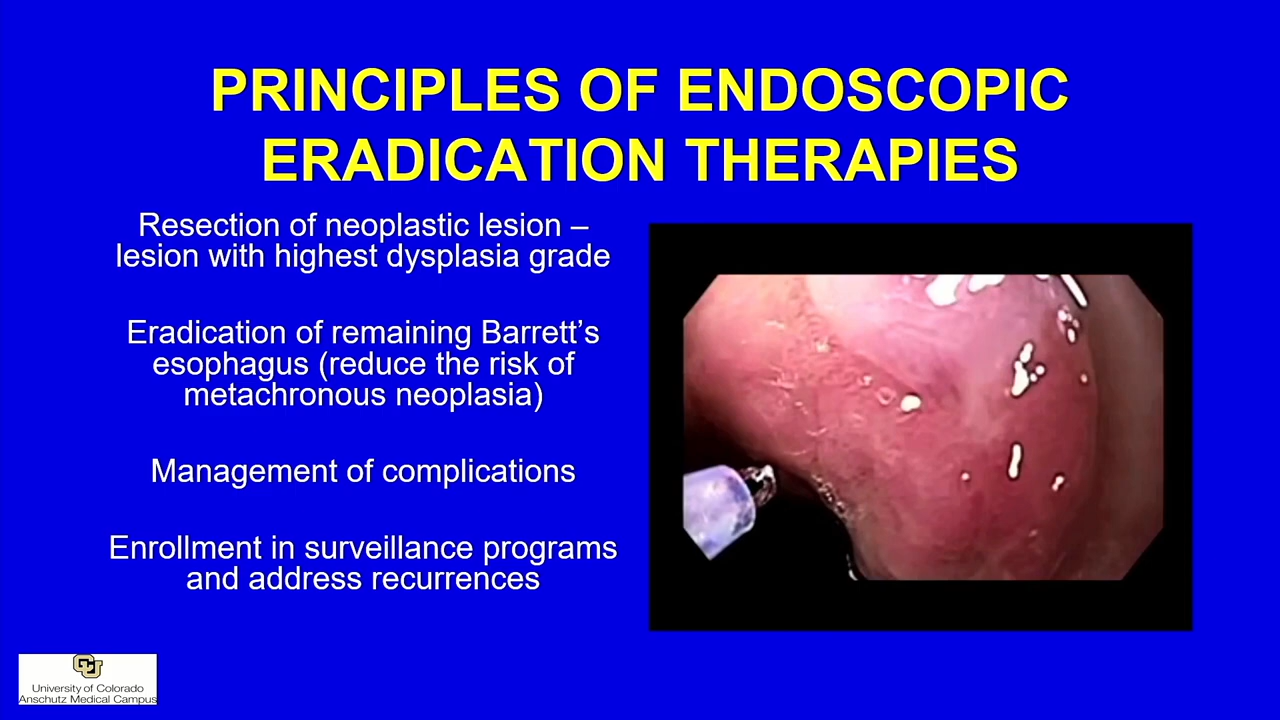 PRINCIPLES OF ENDOSCOPIC
ERADICATION THERAPIES
Resection of neoplastic lesion –
lesion with highest dysplasia grade
Eradication of remaining Barrett’s
esophagus (reduce the risk of
metachronous neoplasia)
Management of complications
Enrollment in surveillance programs
and address recurrences
CU
University of Colorado
Anschutz Medical Campus